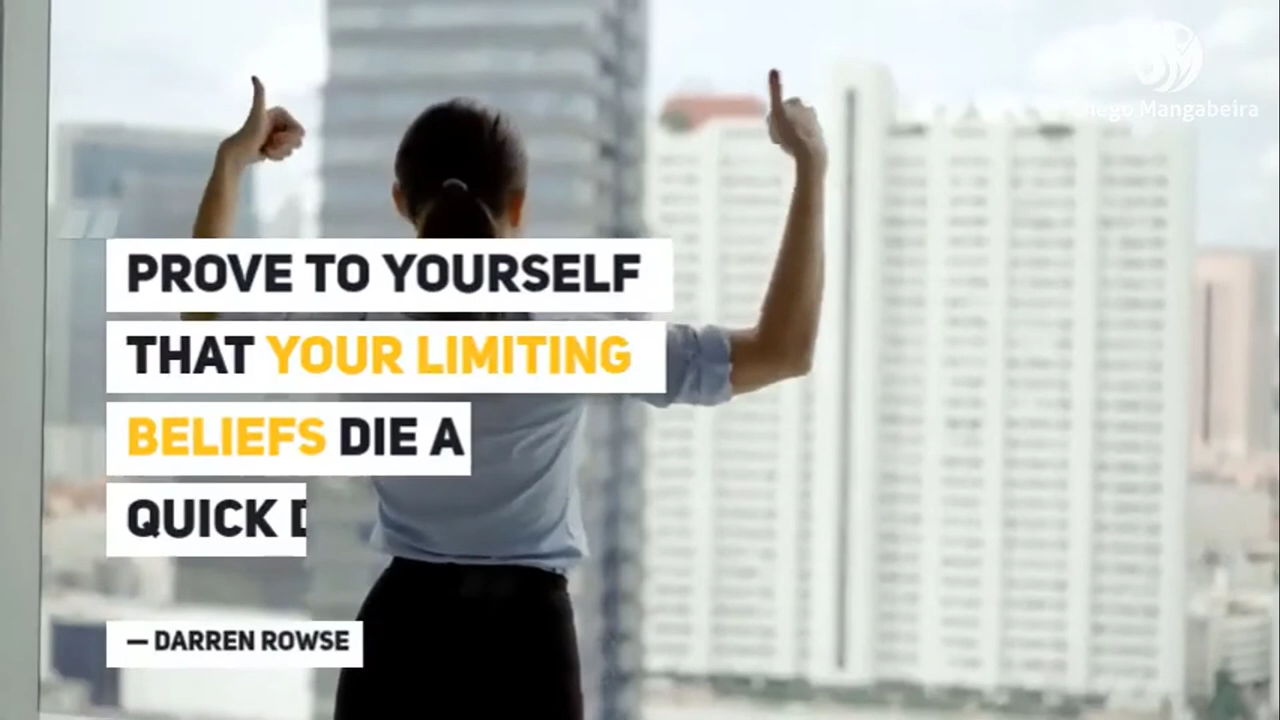 Mangabeira
PROVE TO YOURSELF
THAT YOUR LIMITING
BELIEFS DIE A
QUICK D
— DARREN ROWSE